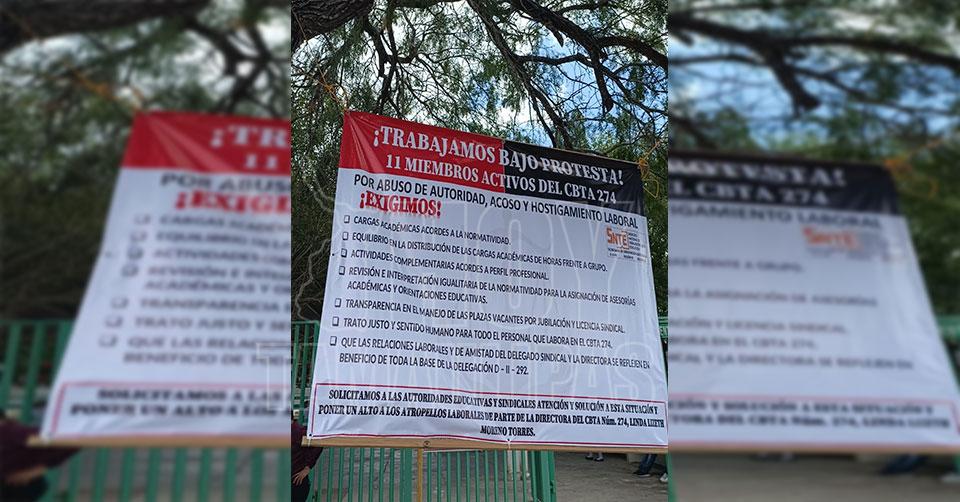 ¡TRABAJAMOS BAJO PROTESTA!
11 MIEMBROS ACTIVOS DEL CBTA 274
POR ABUSO DE AUTORIDAD, ACOSO Y HOSTIGAMIENTO LABORAL
¡EXIGIMOS!
SNTE
CARGAS ACADÉMICAS ACORDES A LA NORMATIVIDAD.
EQUILIBRIO EN LA DISTRIBUCIÓN DE LAS CARGAS ACADÉMICAS DE HORAS FRENTE A GRUPO.
ACTIVIDADES COMPLEMENTARIAS ACORDES A PERFIL PROFESIONAL.
REVISIÓN E INTERPRETACIÓN IGUALITARIA DE LA NORMATIVIDAD PARA LA ASIGNACIÓN DE ASESORÍAS
ACADÉMICAS Y ORIENTACIONES EDUCATIVAS.
TRANSPARENCIA EN EL MANEJO DE LAS PLAZAS VACANTES POR JUBILACIÓN Y LICENCIA SINDICAL.
TRATO JUSTO Y SENTIDO HUMANO PARA TODO EL PERSONAL QUE LABORA EN EL CBTA 274.
QUE LAS RELACIONES LABORALES Y DE AMISTAD DEL DELEGADO SINDICAL Y LA DIRECTORA SE REFLEJEN EN
BENEFICIO DE TODA LA BASE DE LA DELEGACIÓN D - II - 292.
SOLICITAMOS A LAS AUTORIDADES EDUCATIVAS Y SINDICALES ATENCIÓN Y SOLUCIÓN A ESTA SITUACIÓN Y
PONER UN ALTO A LOS ATROPELLOS LABORALES DE PARTE DE LA DIRECTORA DEL CBTA Núm. 274, LINDA LIZETH
MORENO TORRES.